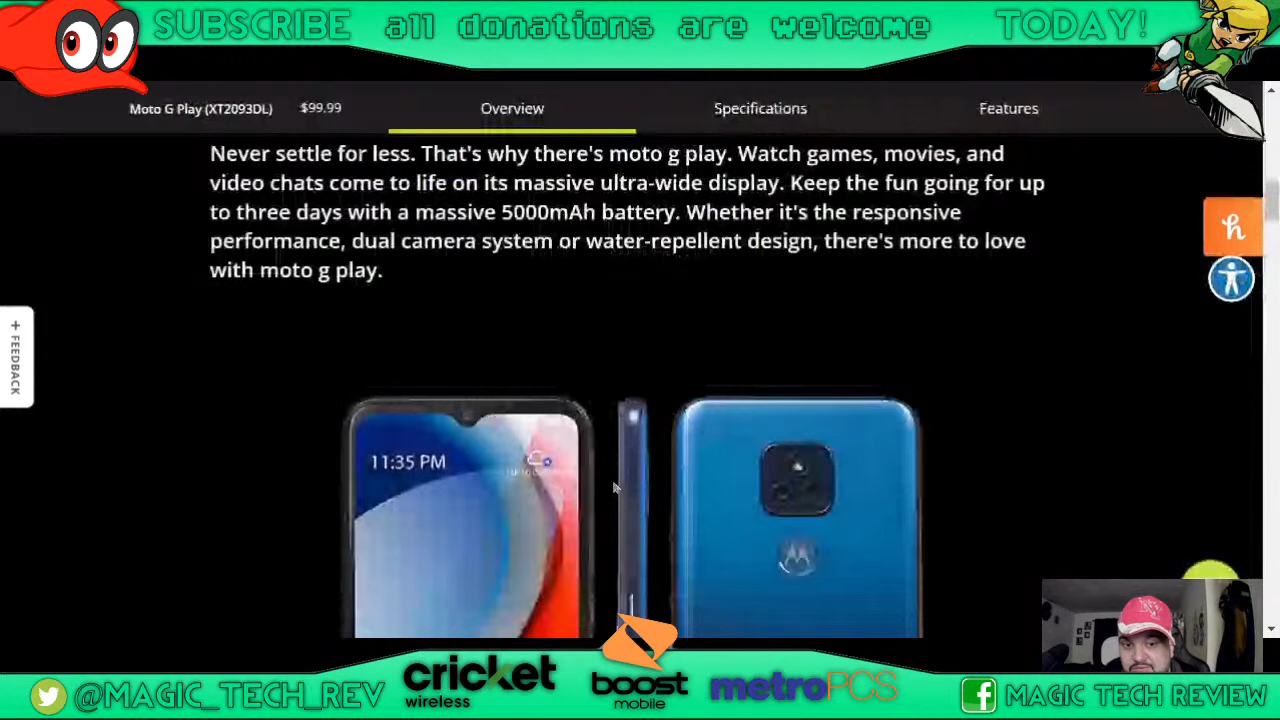 SUBSCRIBE all donations are welcome TODAY!
Moto G Play (XT2093DL) $99.99 Overview Specifications Features
Never settle for less. That's why there's moto g play. Watch games, movies, and
video chats come to life on its massive ultra-wide display. Keep the fun going for up
to three days with a massive 5000mAh battery. Whether it's the responsive
performance, dual camera system or water-repellent design, there's more to love
with moto g play.
h
+ FEEDBACK
11:35 PM
@MAGIC_TECH_REV
cricket
wireless
boost
mobile
metroPCS
f MAGIC TECH REVIEW